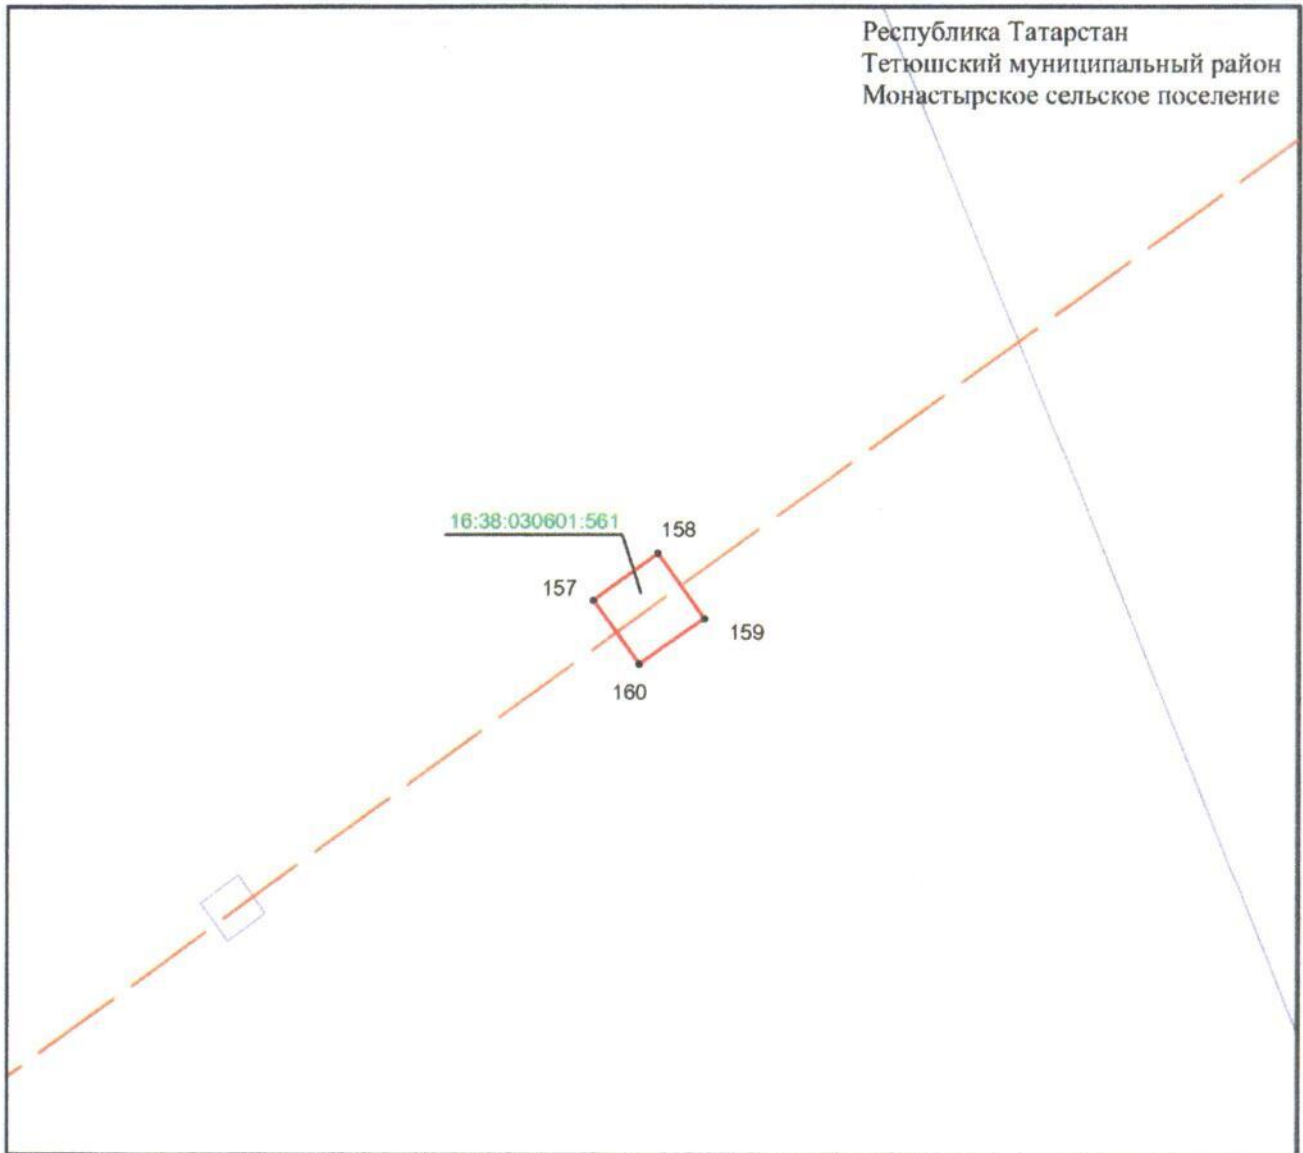 Республика Татарстан
Тетюшский муниципальный район
Монастырское сельское поселение
16:38:030601:561
158
157
159
160